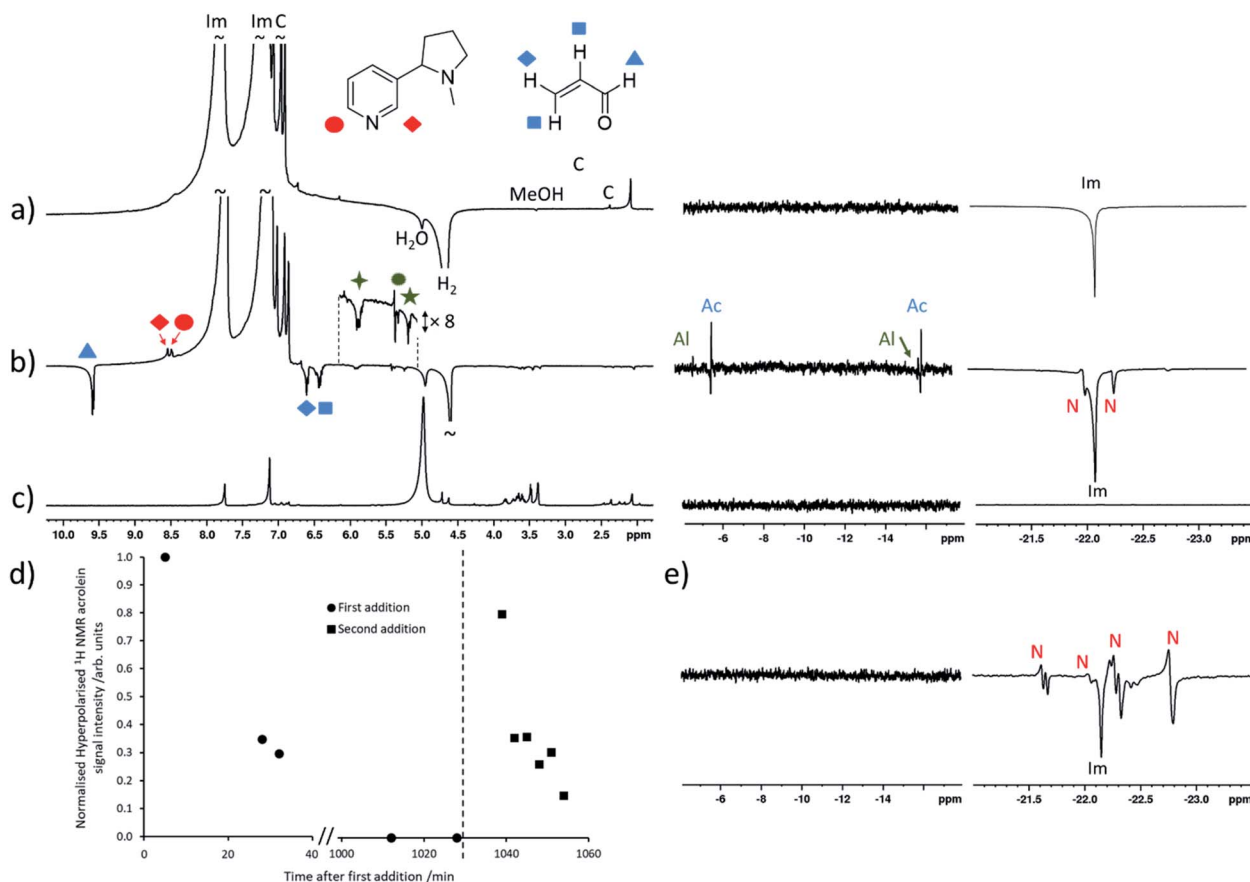 Im Im C
~ ~ ~
N
N
H
H H
H O
C
a)
MeOH C
H₂O
H₂
Im
~ ~
× 8
b)
~
Al Ac
Al Ac
N N
Im
c)
10.0 9.5 9.0 8.5 8.0 7.5 7.0 6.5 6.0 5.5 5.0 4.5 4.0 3.5 3.0 2.5 ppm
-6 -8 -10 -12 -14 ppm
-21.5 -22.0 -22.5 -23.0 ppm
d)
Normalised Hyperpolarised ¹H NMR acrolein
signal intensity /arb. units
1.0
0.9
0.8
0.7
0.6
0.5
0.4
0.3
0.2
0.1
0.0
First addition
Second addition
0 20 40 // 1000 1020 1040 1060
Time after first addition /min
e)
N N N N
Im
-6 -8 -10 -12 -14 ppm
-21.5 -22.0 -22.5 -23.0 ppm